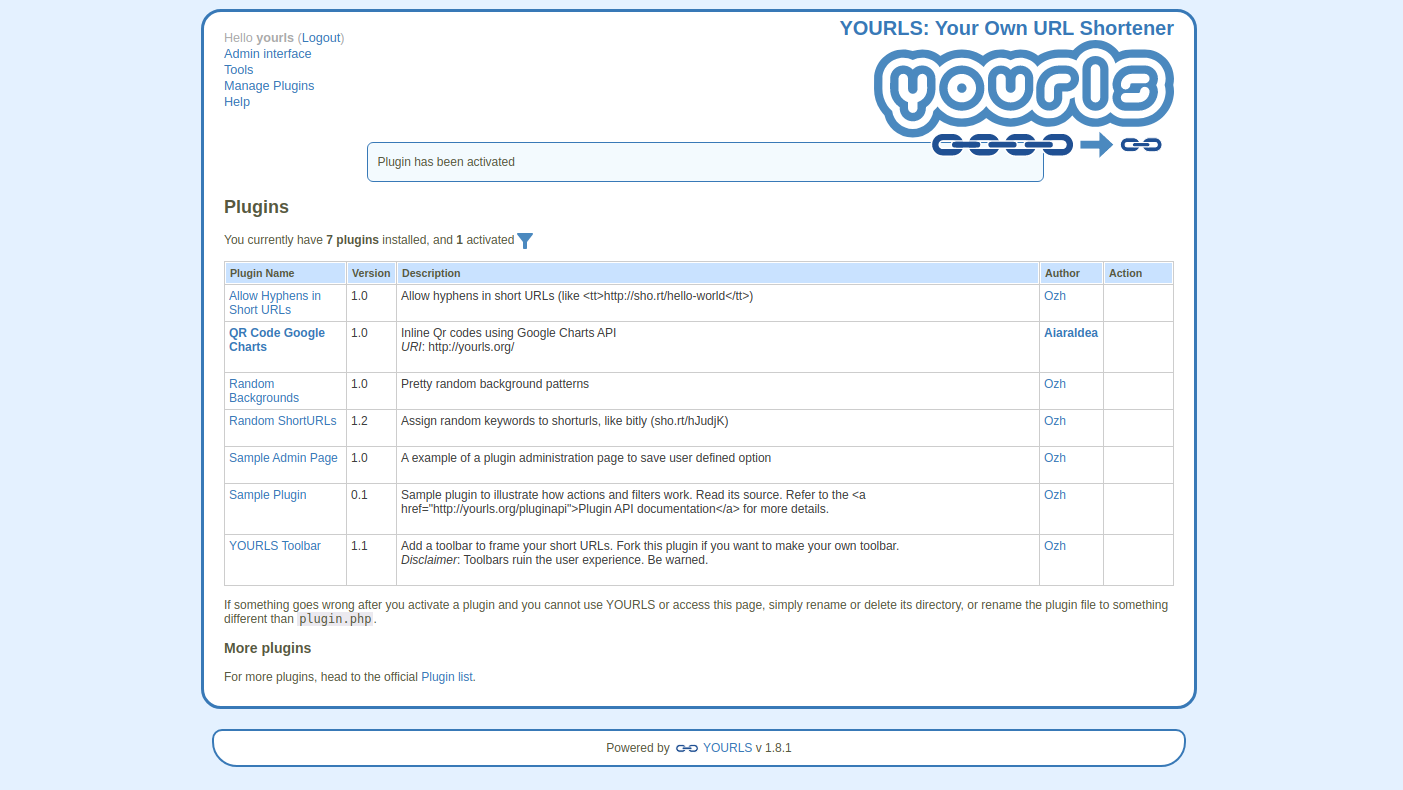 YOURLS: Your Own URL Shortener
yourls
Hello yourls (Logout)
Admin interface
Tools
Manage Plugins
Help
Plugin has been activated
Plugins
You currently have 7 plugins installed, and 1 activated
Plugin Name Version Description Author Action
Allow Hyphens in 1.0 Allow hyphens in short URLs (like <tt>http://sho.rt/hello-world</tt>) Ozh
Short URLs
QR Code Google 1.0 Inline Qr codes using Google Charts API Aiaraldea
Charts URI: http://yourls.org/
Random 1.0 Pretty random background patterns Ozh
Backgrounds
Random ShortURLs 1.2 Assign random keywords to shorturls, like bitly (sho.rt/hJudjK) Ozh
Sample Admin Page 1.0 A example of a plugin administration page to save user defined option Ozh
Sample Plugin 0.1 Sample plugin to illustrate how actions and filters work. Read its source. Refer to the <a Ozh
href="http://yourls.org/pluginapi">Plugin API documentation</a> for more details.
YOURLS Toolbar 1.1 Add a toolbar to frame your short URLs. Fork this plugin if you want to make your own toolbar. Ozh
Disclaimer: Toolbars ruin the user experience. Be warned.
If something goes wrong after you activate a plugin and you cannot use YOURLS or access this page, simply rename or delete its directory, or rename the plugin file to something
different than plugin.php.
More plugins
For more plugins, head to the official Plugin list.
Powered by YOURLS v 1.8.1